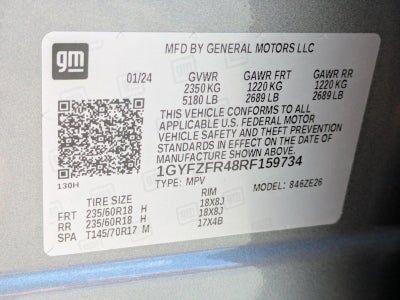 gm
MFD BY GENERAL MOTORS LLC
01/24 GVWR GAWR FRT GAWR RR
2350 KG 1220 KG 1220 KG
5180 LB 2689 LB 2689 LB
THIS VEHICLE CONFORMS TO ALL
APPLICABLE U.S. FEDERAL MOTOR
VEHICLE SAFETY AND THEFT PREVENTION
STANDARDS IN EFFECT ON THE DATE OF
MANUFACTURE SHOWN ABOVE.
1GYFZFR48RF159734
130H TYPE: MPV MODEL: 846ZE26
TIRE SIZE RIM
FRT 235/60R18 H 18X8J
RR 235/60R18 H 18X8J
SPA T145/70R17 M 17X4B